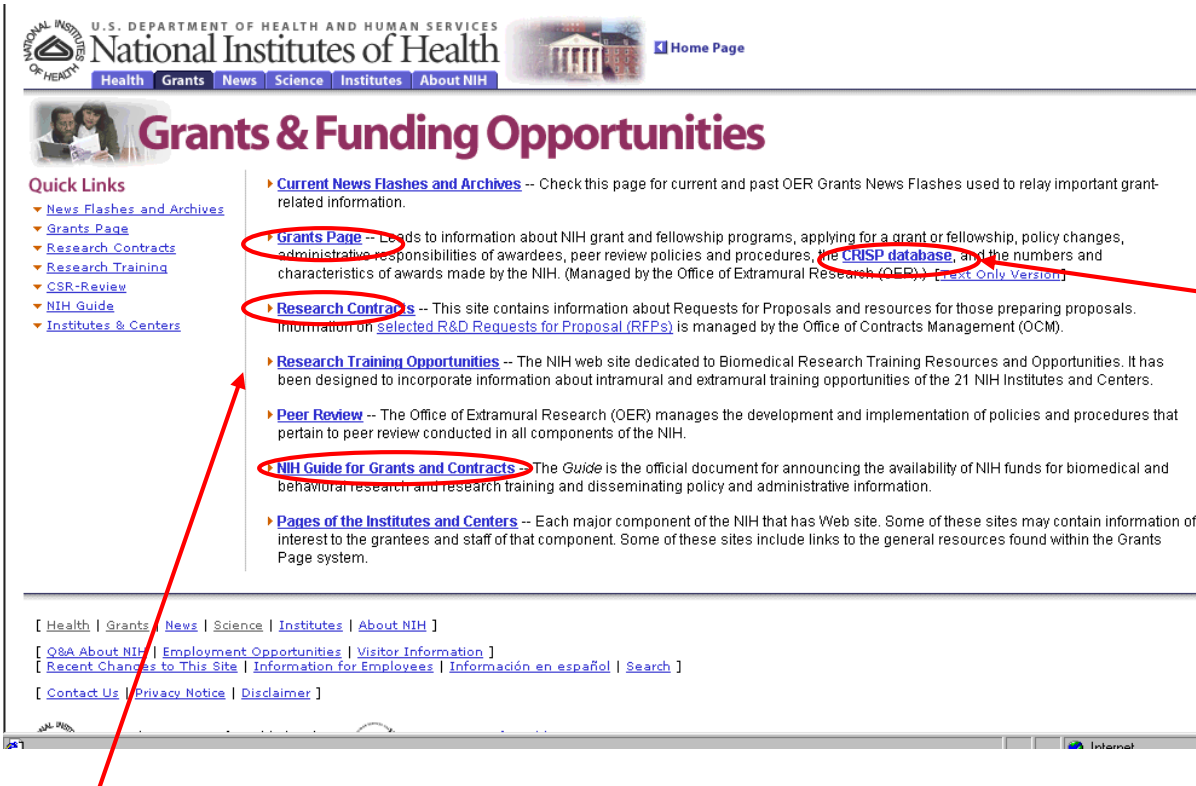 U.S. DEPARTMENT OF HEALTH AND HUMAN SERVICES
National Institutes of Health
Home Page
Health Grants News Science Institutes About NIH
Grants & Funding Opportunities
Quick Links
News Flashes and Archives
Grants Page
Research Contracts
Research Training
CSR-Review
NIH Guide
Institutes & Centers
Current News Flashes and Archives -- Check this page for current and past OER Grants News Flashes used to relay important grant-
related information.
Grants Page -- Leads to information about NIH grant and fellowship programs, applying for a grant or fellowship, policy changes,
administrative responsibilities of awardees, peer review policies and procedures, the CRISP database, and the numbers and
characteristics of awards made by the NIH. (Managed by the Office of Extramural Research (OER).) [Text Only Version]
Research Contracts -- This site contains information about Requests for Proposals and resources for those preparing proposals.
Information on selected R&D Requests for Proposal (RFPs) is managed by the Office of Contracts Management (OCM).
Research Training Opportunities -- The NIH web site dedicated to Biomedical Research Training Resources and Opportunities. It has
been designed to incorporate information about intramural and extramural training opportunities of the 21 NIH Institutes and Centers.
Peer Review -- The Office of Extramural Research (OER) manages the development and implementation of policies and procedures that
pertain to peer review conducted in all components of the NIH.
NIH Guide for Grants and Contracts -- The Guide is the official document for announcing the availability of NIH funds for biomedical and
behavioral research and research training and disseminating policy and administrative information.
Pages of the Institutes and Centers -- Each major component of the NIH that has Web site. Some of these sites may contain information of
interest to the grantees and staff of that component. Some of these sites include links to the general resources found within the Grants
Page system.
[ Health | Grants | News | Science | Institutes | About NIH ]
[ Q&A About NIH | Employment Opportunities | Visitor Information ]
[ Recent Changes to This Site | Information for Employees | Información en español | Search ]
[ Contact Us | Privacy Notice | Disclaimer ]
Internet